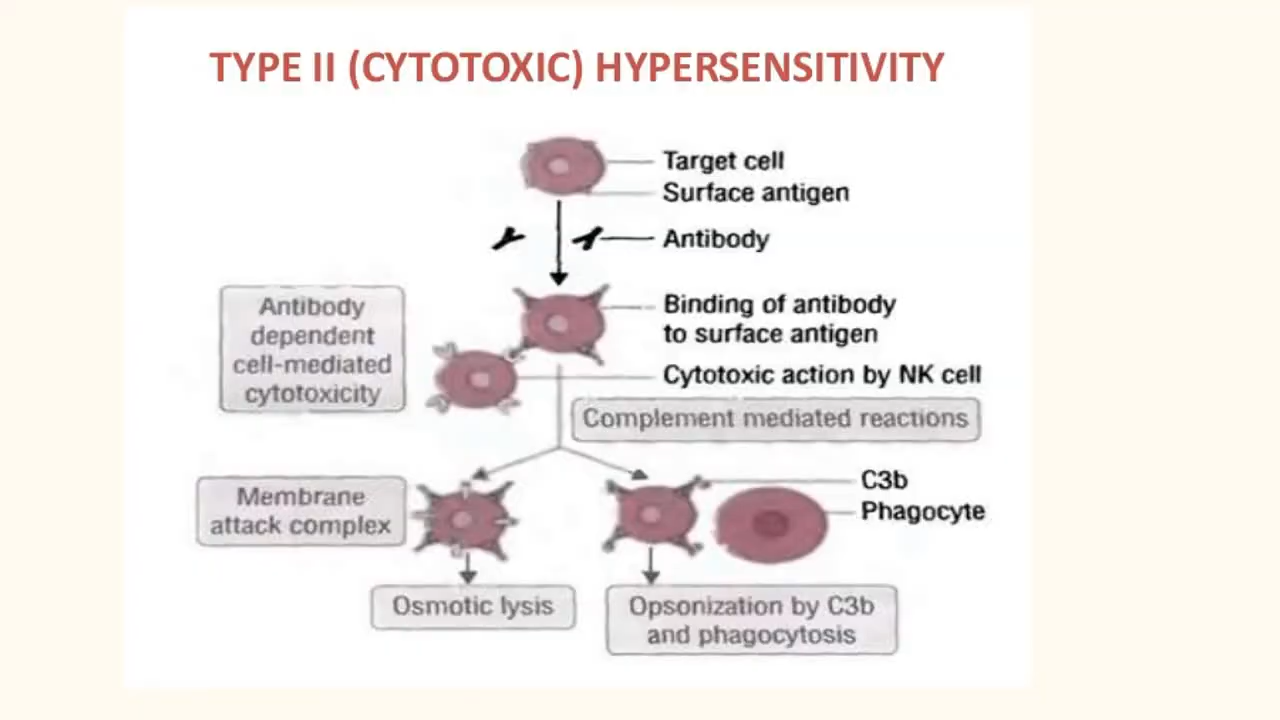 TYPE II (CYTOTOXIC) HYPERSENSITIVITY
Target cell
Surface antigen
Antibody
Antibody
dependent
cell-mediated
cytotoxicity
Binding of antibody
to surface antigen
Cytotoxic action by NK cell
Complement mediated reactions
Membrane
attack complex
C3b
Phagocyte
Osmotic lysis
Opsonization by C3b
and phagocytosis